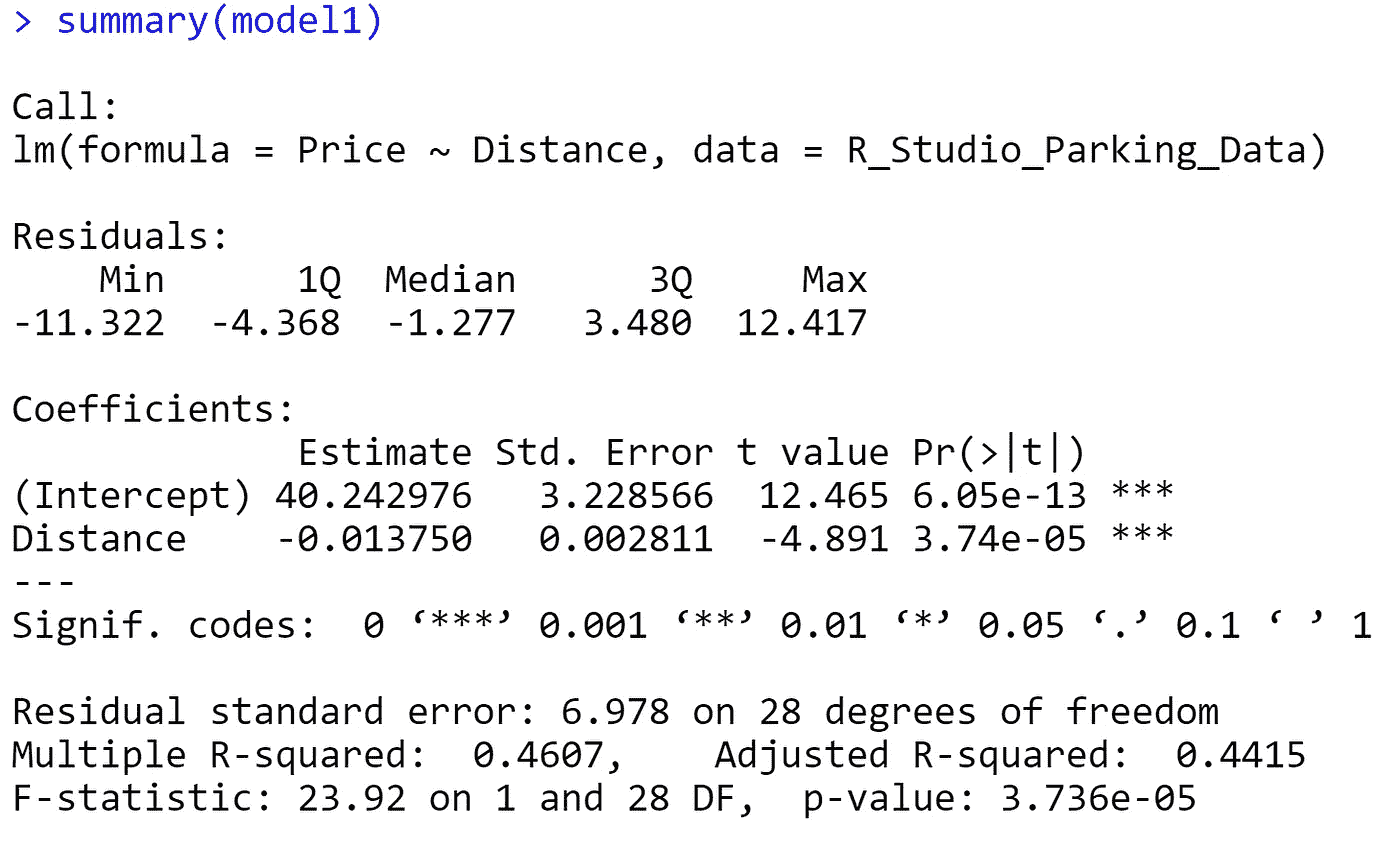 > summary(model1)
Call:
lm(formula = Price ~ Distance, data = R_Studio_Parking_Data)
Residuals:
    Min      1Q  Median      3Q     Max
-11.322  -4.368  -1.277   3.480  12.417
Coefficients:
             Estimate Std. Error t value Pr(>|t|)
(Intercept) 40.242976   3.228566  12.465 6.05e-13 ***
Distance    -0.013750   0.002811  -4.891 3.74e-05 ***
---
Signif. codes:  0 ‘***’ 0.001 ‘**’ 0.01 ‘*’ 0.05 ‘.’ 0.1 ‘ ’ 1
Residual standard error: 6.978 on 28 degrees of freedom
Multiple R-squared:  0.4607,    Adjusted R-squared:  0.4415
F-statistic: 23.92 on 1 and 28 DF,  p-value: 3.736e-05